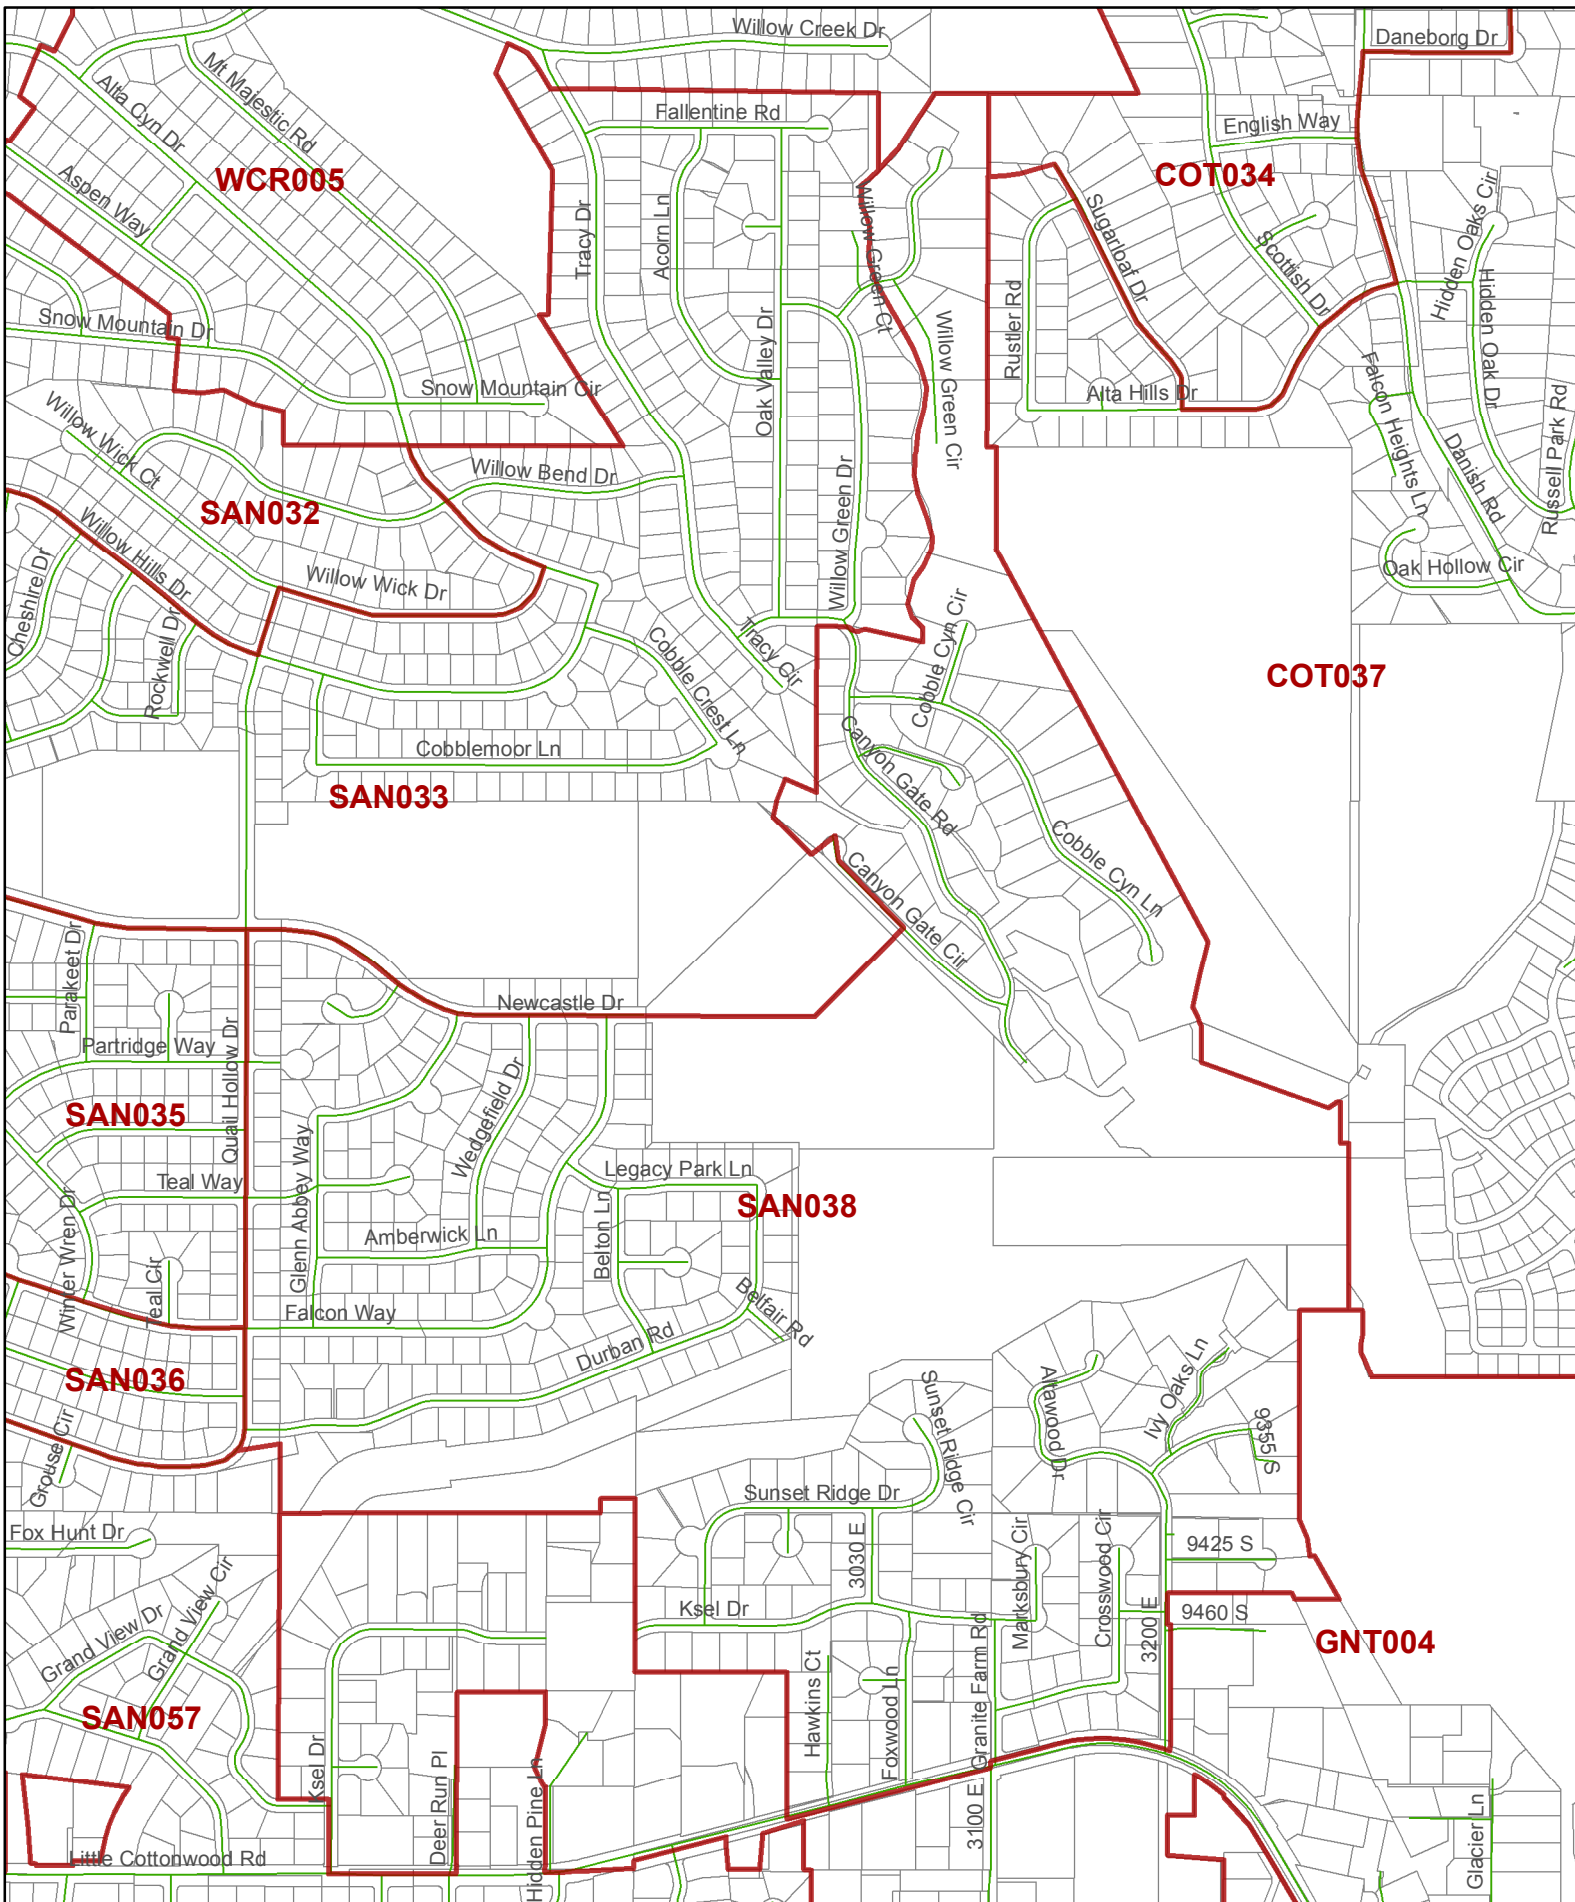 Willow Creek Dr
Daneborg Dr
Mt Majestic Rd
Alta Cyn Dr
Fallentine Rd
English Way
WCR005
COT034
Aspen Way
Tracy Dr
Acorn Ln
Willow Green Ct
Sugarloaf Dr
Scottish Dr
Hidden Oaks Cir
Hidden Oak Dr
Snow Mountain Dr
Oak Valley Dr
Willow Green Cir
Rustler Rd
Snow Mountain Cir
Alta Hills Dr
Falcon Heights Ln
Russell Park Rd
Willow Wick Ct
Willow Bend Dr
Willow Green Dr
Danish Rd
SAN032
Willow Hills Dr
Cheshire Dr
Willow Wick Dr
Oak Hollow Cir
Rockwell Dr
Cobble Crest Ln
Tracy Cir
Cobble Cyn Cir
COT037
Cobblemoor Ln
Canyon Gate Rd
SAN033
Cobble Cyn Ln
Canyon Gate Cir
Parakeet Dr
Newcastle Dr
Partridge Way
Quail Hollow Dr
Wedgefield Dr
SAN035
Glenn Abbey Way
Legacy Park Ln
Teal Way
SAN038
Winter Wren Dr
Amberwick Ln
Belton Ln
Teal Cir
Falcon Way
Belfair Rd
Durban Rd
SAN036
Sunset Ridge Cir
Altawood Dr
Ivy Oaks Ln
9355 S
Grouse Cir
Sunset Ridge Dr
Fox Hunt Dr
3030 E
Marksbury Cir
Crosswood Cir
9425 S
Grand View Dr
Grand View Cir
Ksel Dr
3200 E
9460 S
GNT004
SAN057
Hawkins Ct
Foxwood Ln
Granite Farm Rd
Ksel Dr
Deer Run Pl
Hidden Pine Ln
3100 E
Glacier Ln
Little Cottonwood Rd